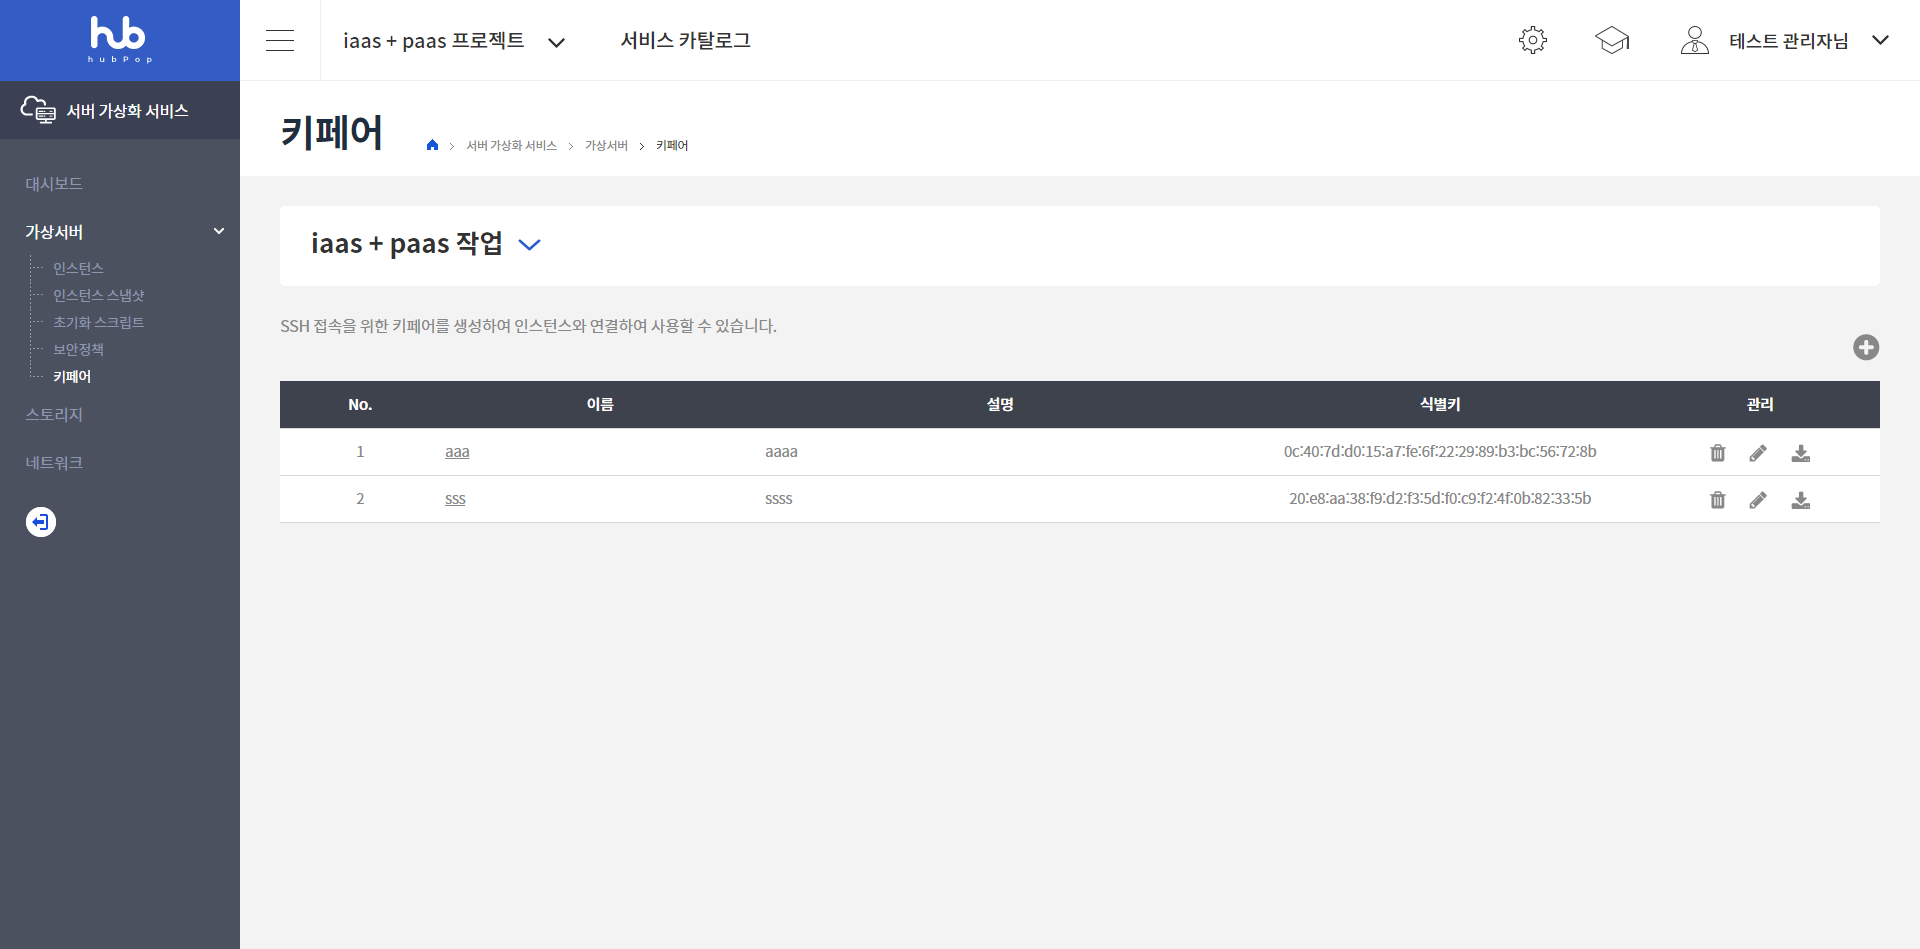 hub
hubPop
iaas + paas 프로젝트
서비스 카탈로그
테스트 관리자님
서버 가상화 서비스
대시보드
가상서버
인스턴스
인스턴스 스냅샷
초기화 스크립트
보안정책
키페어
스토리지
네트워크
키페어
서버 가상화 서비스 > 가상서버 > 키페어
iaas + paas 작업
SSH 접속을 위한 키페어를 생성하여 인스턴스와 연결하여 사용할 수 있습니다.
No. 이름 설명 식별키 관리
1 aaa aaaa 0c:40:7d:d0:15:a7:fe:6f:22:29:89:b3:bc:56:72:8b
2 sss ssss 20:e8:aa:38:f9:d2:f3:5d:f0:c9:f2:4f:0b:82:33:5b